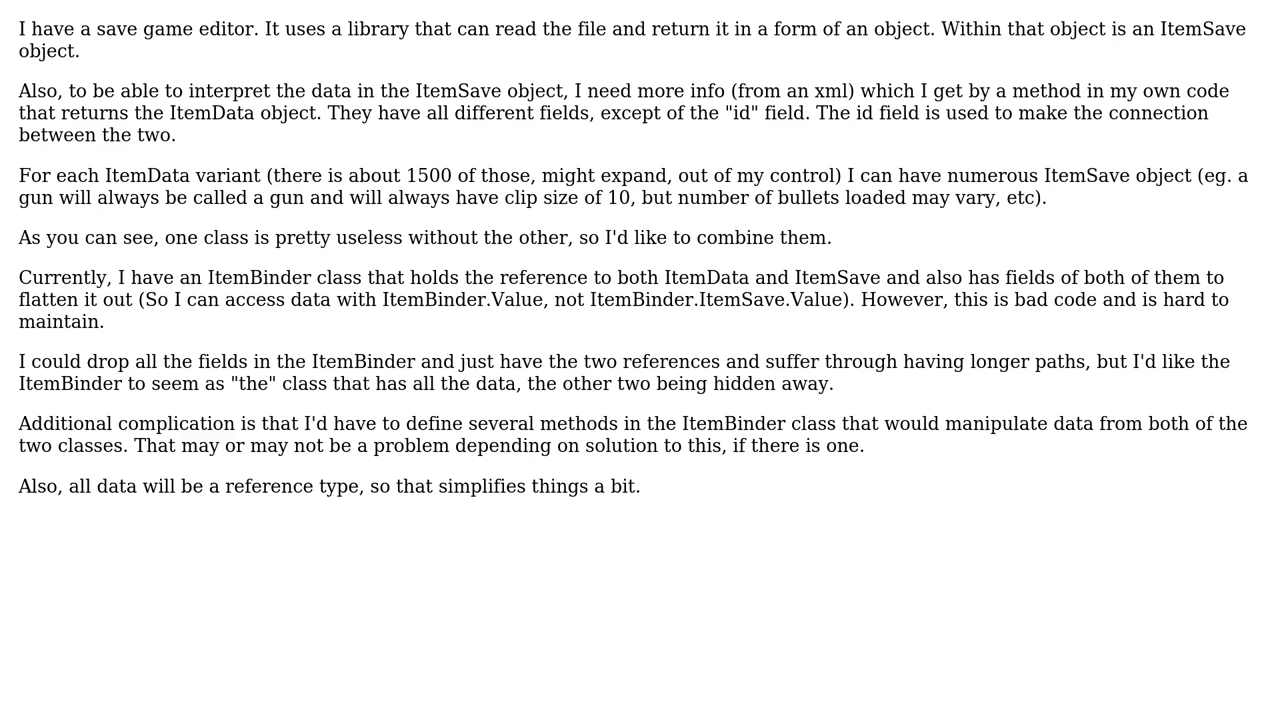 I have a save game editor. It uses a library that can read the file and return it in a form of an object. Within that object is an ItemSave
object.
Also, to be able to interpret the data in the ItemSave object, I need more info (from an xml) which I get by a method in my own code
that returns the ItemData object. They have all different fields, except of the "id" field. The id field is used to make the connection
between the two.
For each ItemData variant (there is about 1500 of those, might expand, out of my control) I can have numerous ItemSave object (eg. a
gun will always be called a gun and will always have clip size of 10, but number of bullets loaded may vary, etc).
As you can see, one class is pretty useless without the other, so I'd like to combine them.
Currently, I have an ItemBinder class that holds the reference to both ItemData and ItemSave and also has fields of both of them to
flatten it out (So I can access data with ItemBinder.Value, not ItemBinder.ItemSave.Value). However, this is bad code and is hard to
maintain.
I could drop all the fields in the ItemBinder and just have the two references and suffer through having longer paths, but I'd like the
ItemBinder to seem as "the" class that has all the data, the other two being hidden away.
Additional complication is that I'd have to define several methods in the ItemBinder class that would manipulate data from both of the
two classes. That may or may not be a problem depending on solution to this, if there is one.
Also, all data will be a reference type, so that simplifies things a bit.